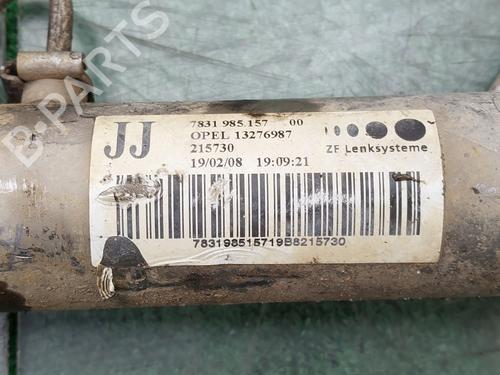 JJ
7831 985.157 00
OPEL 13276987
215730
19/02/08 19:09:21
ZF Lenksysteme
783198515719B8215730
B-PARTS